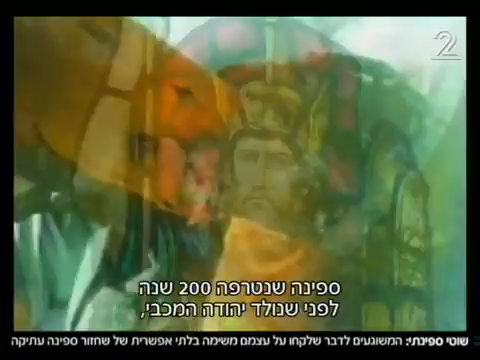 2
ספינה שנטרפה 200 שנה
לפני שנולד יהודה המכבי,
שוטי ספינתי: המשוגעים לדבר שלקחו על עצמם משימה בלתי אפשרית של שחזור ספינה עתיקה